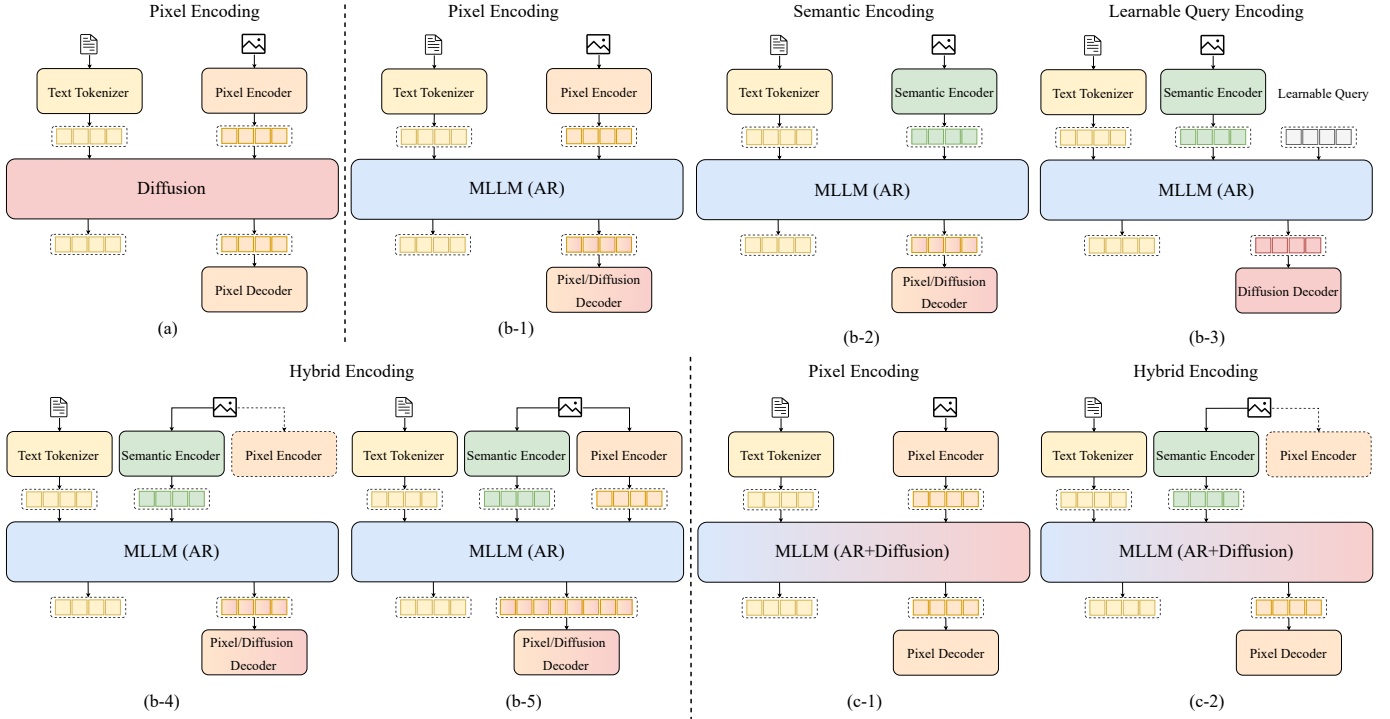 Pixel Encoding
Text Tokenizer
Pixel Encoder
Diffusion
Pixel Decoder
(a)
Pixel Encoding
Text Tokenizer
Pixel Encoder
MLLM (AR)
Pixel/Diffusion
Decoder
(b-1)
Semantic Encoding
Text Tokenizer
Semantic Encoder
MLLM (AR)
Pixel/Diffusion
Decoder
(b-2)
Learnable Query Encoding
Text Tokenizer
Semantic Encoder
Learnable Query
MLLM (AR)
Diffusion Decoder
(b-3)
Hybrid Encoding
Text Tokenizer
Semantic Encoder
Pixel Encoder
MLLM (AR)
Pixel/Diffusion
Decoder
(b-4)
Text Tokenizer
Semantic Encoder
Pixel Encoder
MLLM (AR)
Pixel/Diffusion
Decoder
(b-5)
Pixel Encoding
Text Tokenizer
Pixel Encoder
MLLM (AR+Diffusion)
Pixel Decoder
(c-1)
Hybrid Encoding
Text Tokenizer
Semantic Encoder
Pixel Encoder
MLLM (AR+Diffusion)
Pixel Decoder
(c-2)